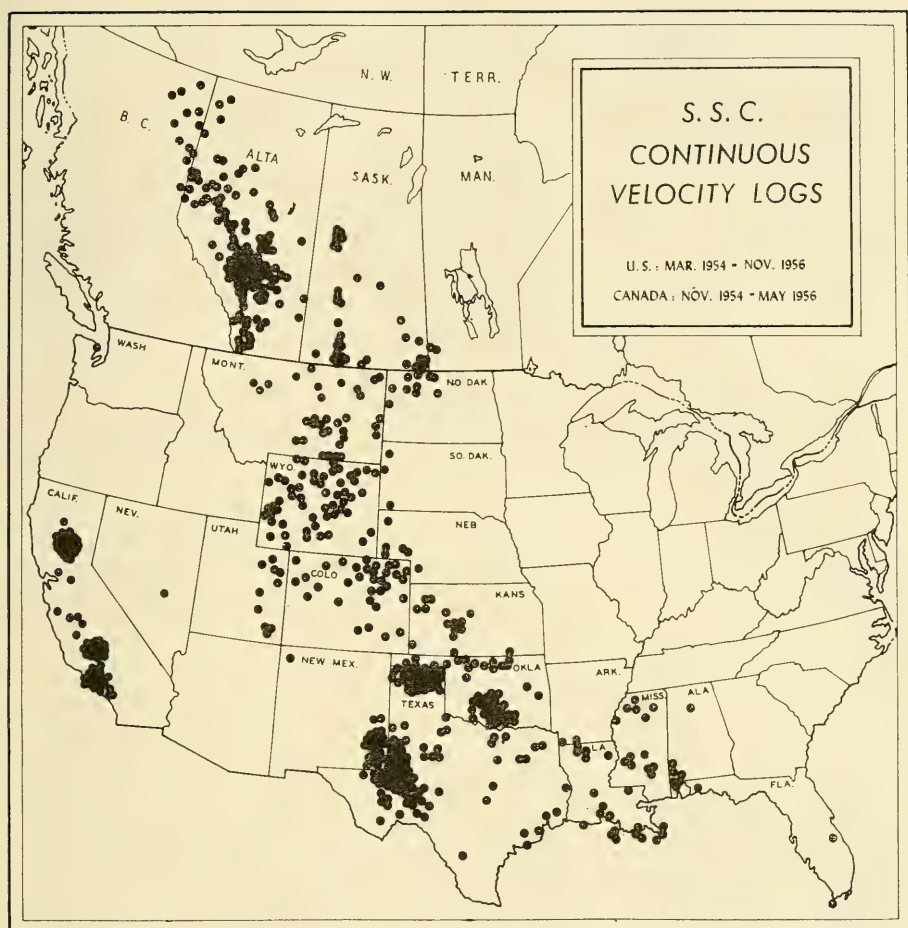 S. S. C.
CONTINUOUS
VELOCITY LOGS
U.S. : MAR. 1954 - NOV. 1956
CANADA : NOV. 1954 - MAY 1956
N. W. TERR.
B. C.
ALTA
SASK.
MAN.
WASH
MONT.
NO DAK
SO. DAK.
WYO.
CALIF.
NEV.
UTAH
NEB
COLO
KANS
NEW MEX.
OKLA
TEXAS
ARK.
MISS
ALA
LA.
FLA.